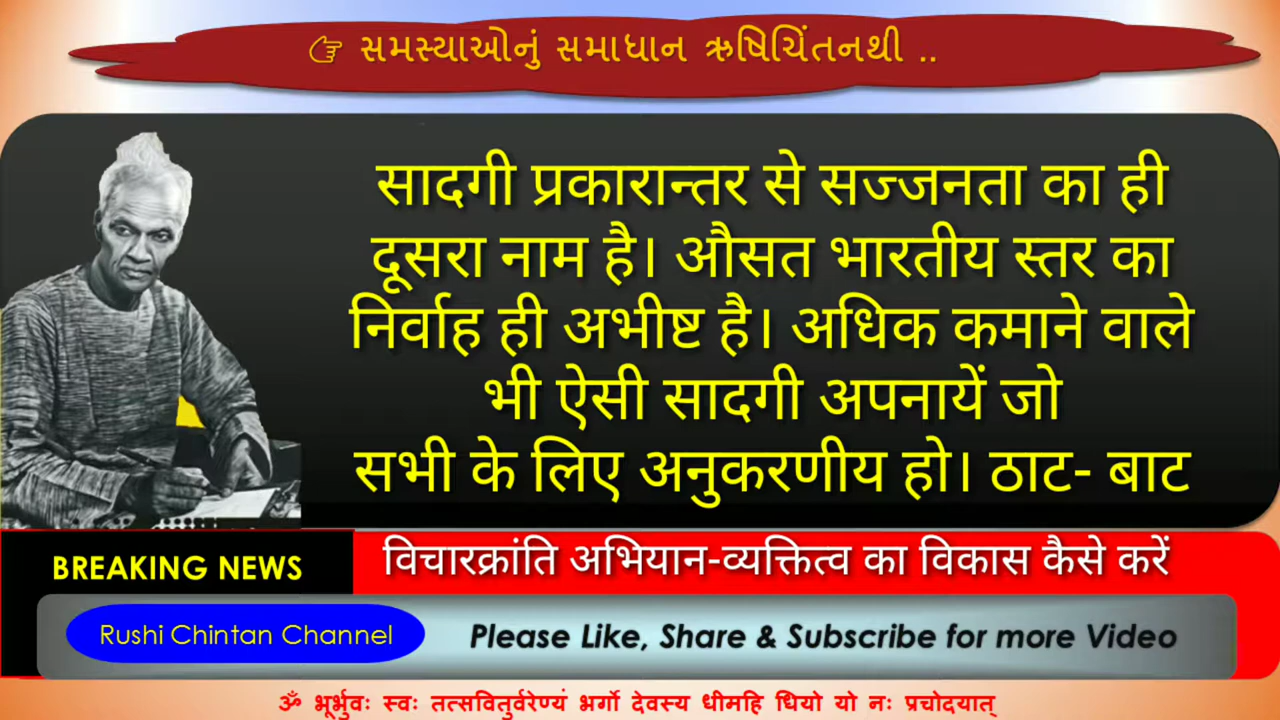 👉 સમસ્યાઓનું સમાધાન ઋષિચિંતનથી ..
सादगी प्रकारान्तर से सज्जनता का ही
दूसरा नाम है। औसत भारतीय स्तर का
निर्वाह ही अभीष्ट है। अधिक कमाने वाले
भी ऐसी सादगी अपनायें जो
सभी के लिए अनुकरणीय हो। ठाट- बाट
BREAKING NEWS
विचारक्रांति अभियान-व्यक्तित्व का विकास कैसे करें
Rushi Chintan Channel
Please Like, Share & Subscribe for more Video
ॐ भूर्भुवः स्वः तत्सवितुर्वरेण्यं भर्गो देवस्य धीमहि धियो यो नः प्रचोदयात्